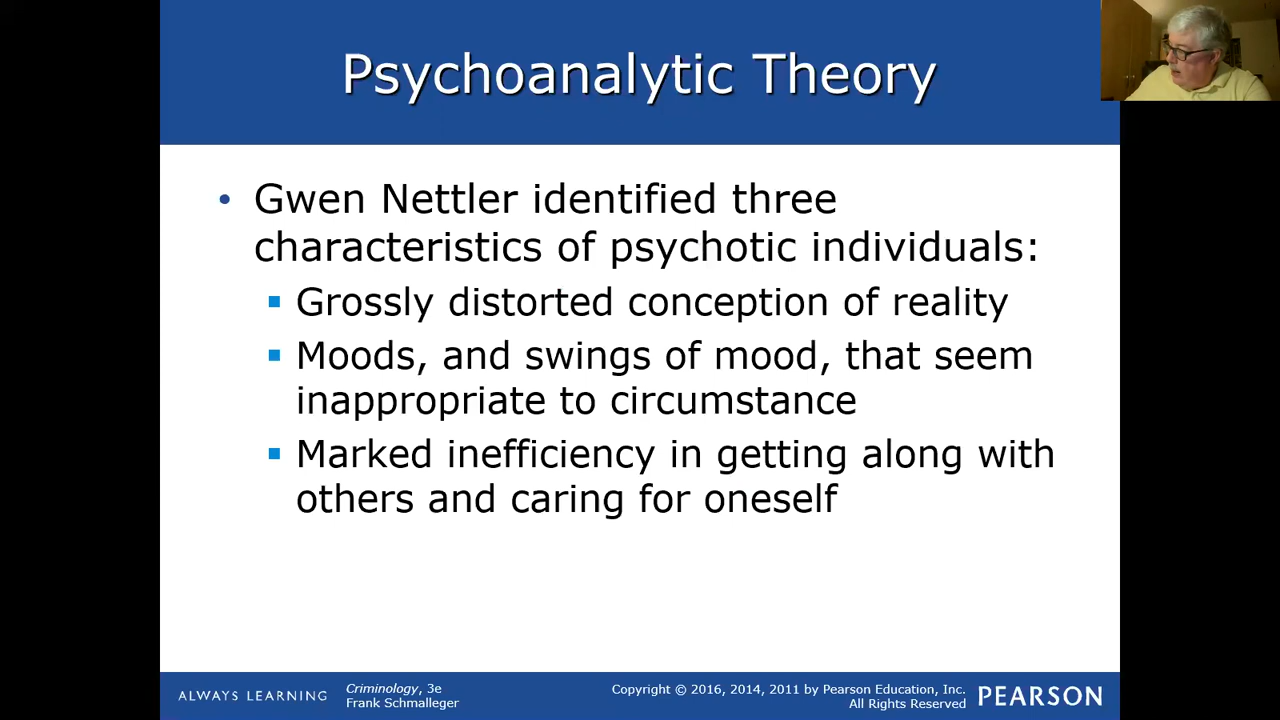 Psychoanalytic Theory
• Gwen Nettler identified three
characteristics of psychotic individuals:
▪ Grossly distorted conception of reality
▪ Moods, and swings of mood, that seem
inappropriate to circumstance
▪ Marked inefficiency in getting along with
others and caring for oneself
ALWAYS LEARNING
Criminology, 3e
Frank Schmalleger
Copyright © 2016, 2014, 2011 by Pearson Education, Inc.
All Rights Reserved
PEARSON